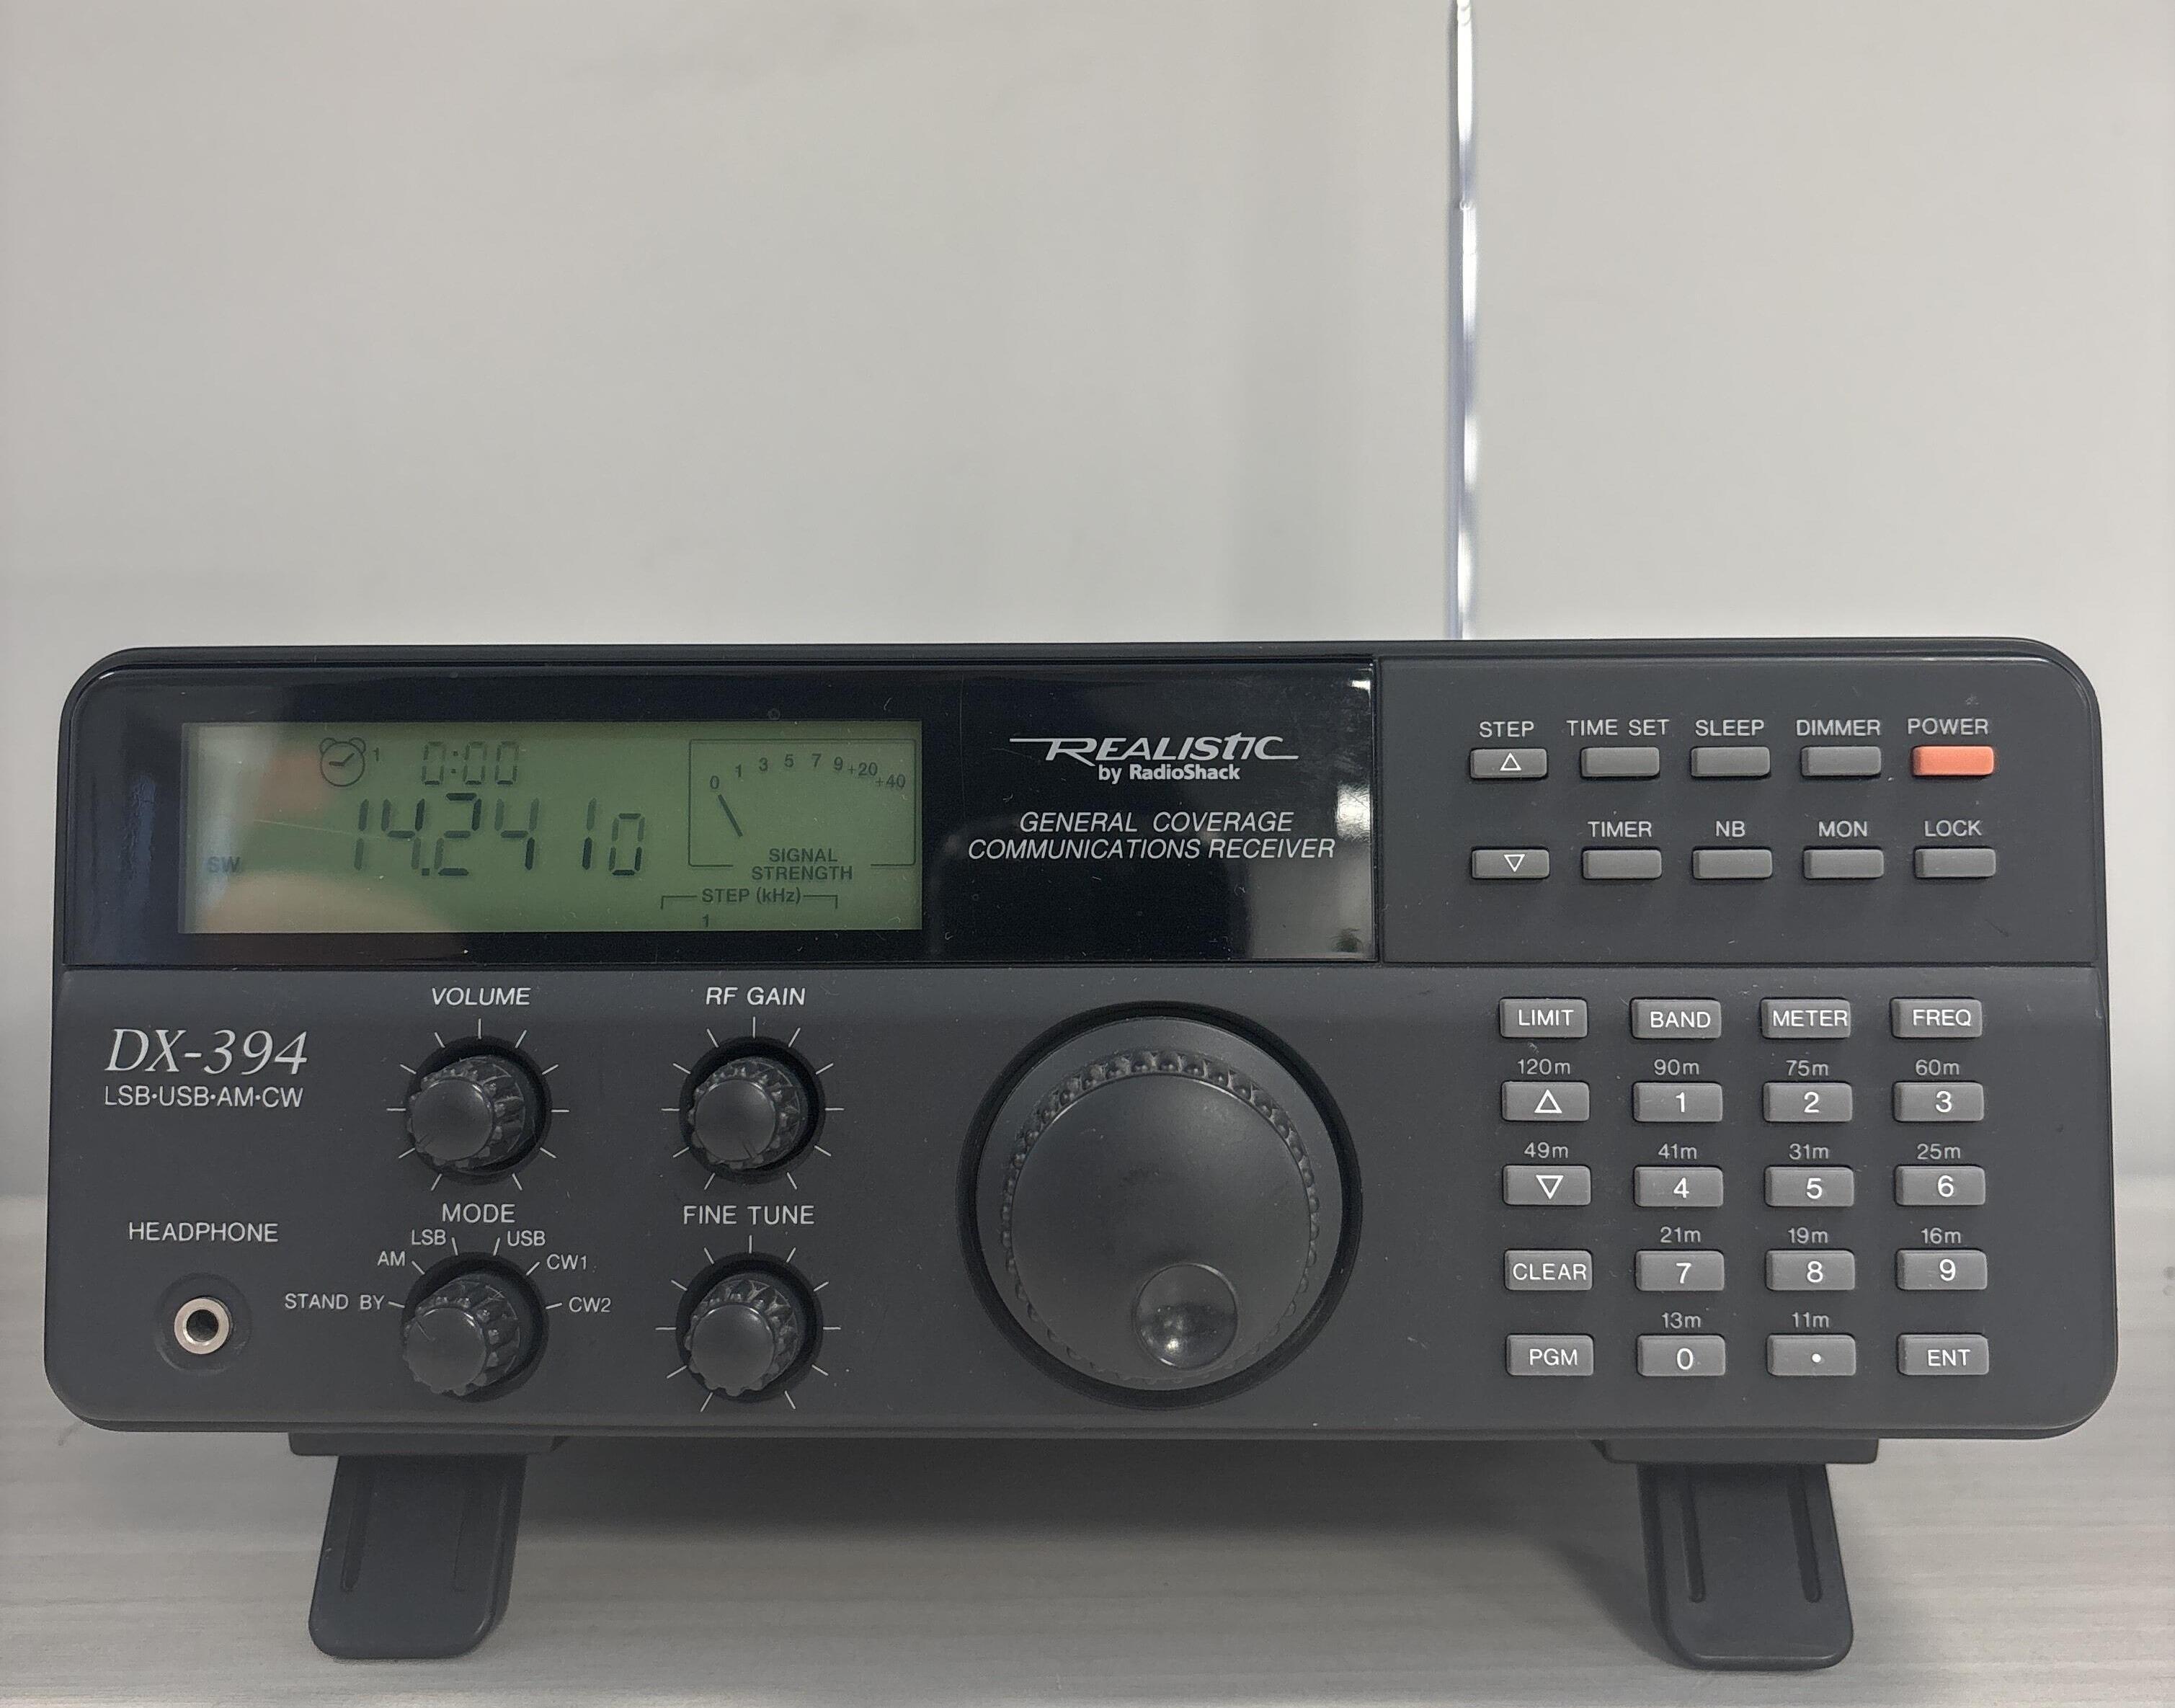 1 0:00
14.2410
SW
0 1 3 5 7 9 +20 +40
SIGNAL
STRENGTH
STEP (kHz)
1
REALISTIC
by RadioShack
GENERAL COVERAGE
COMMUNICATIONS RECEIVER
STEP TIME SET SLEEP DIMMER POWER
TIMER NB MON LOCK
DX-394
LSB·USB·AM·CW
HEADPHONE
VOLUME
RF GAIN
MODE
LSB USB
AM CW1
STAND BY CW2
FINE TUNE
LIMIT BAND METER FREQ
120m 90m 75m 60m
1 2 3
49m 41m 31m 25m
4 5 6
21m 19m 16m
CLEAR 7 8 9
13m 11m
PGM 0 • ENT